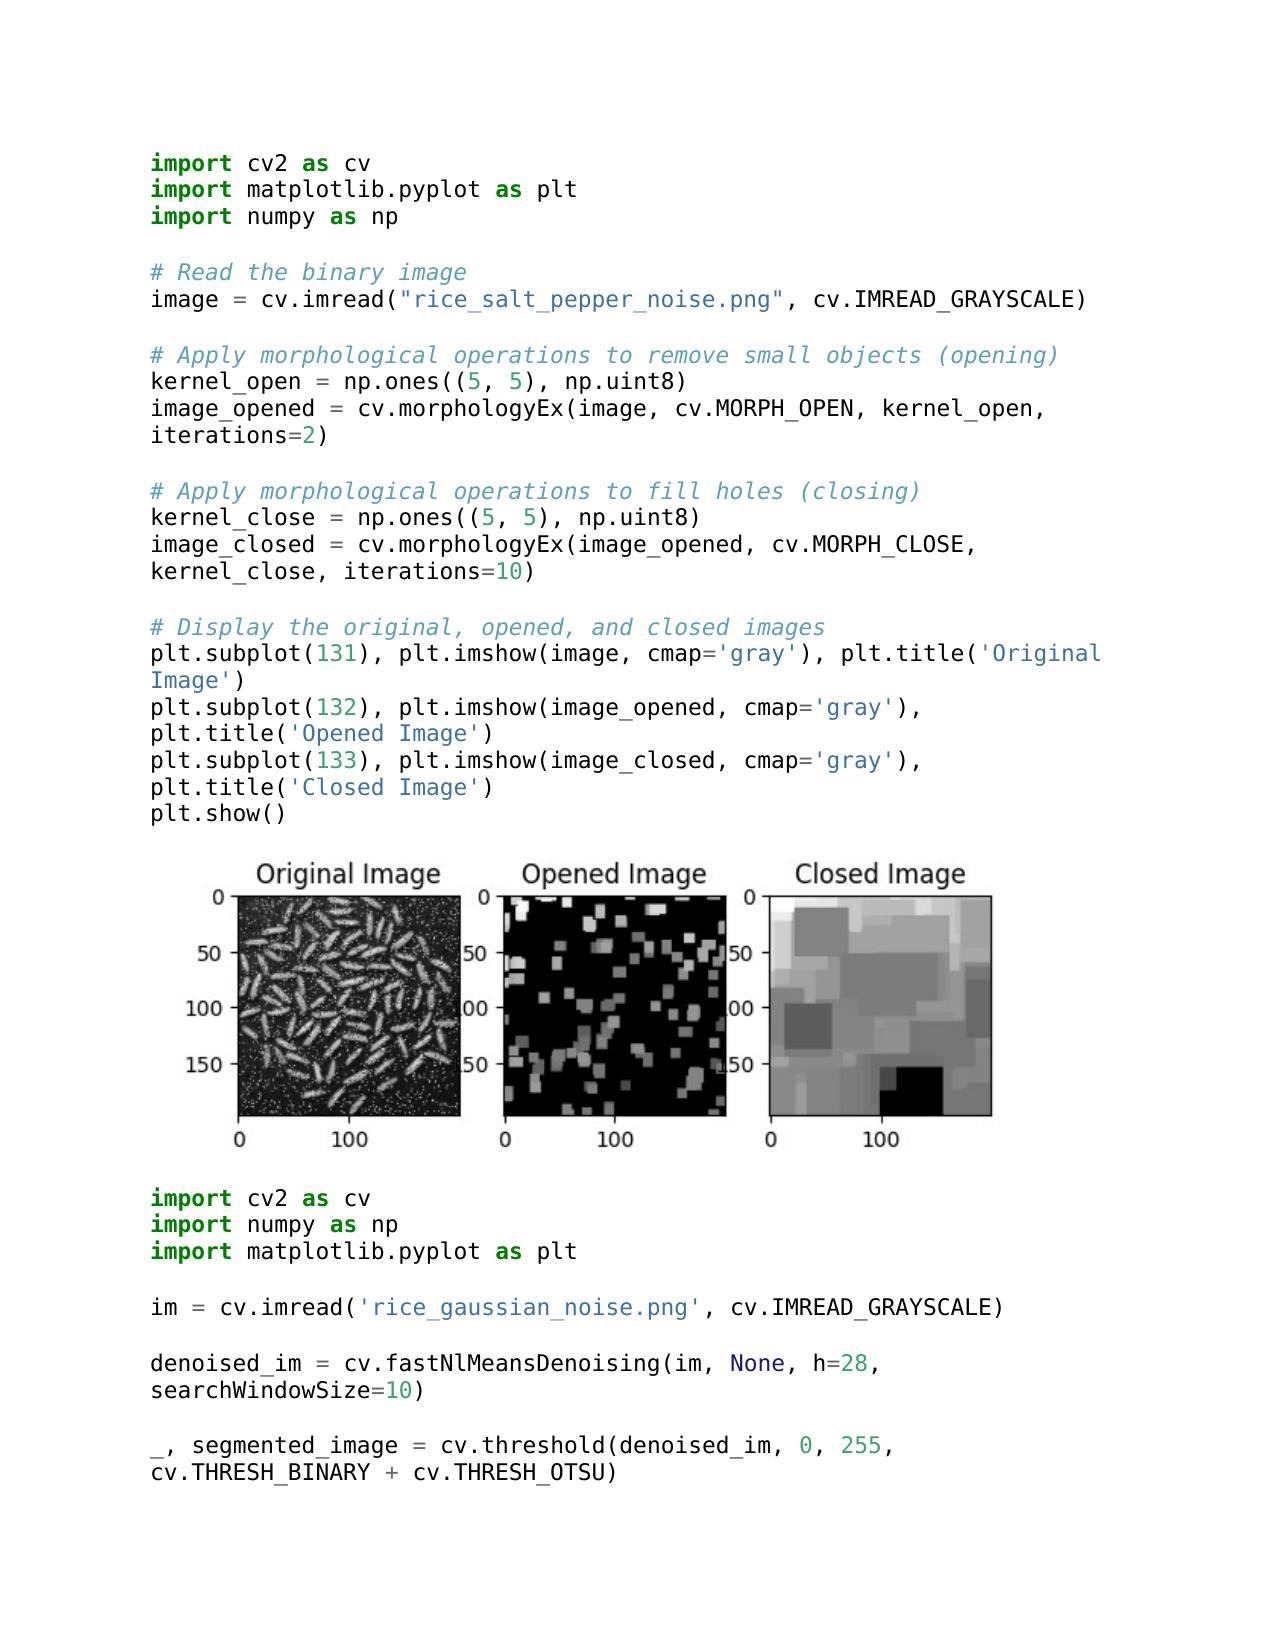 import cv2 as cv
import matplotlib.pyplot as plt
import numpy as np
# Read the binary image
image = cv.imread("rice_salt_pepper_noise.png", cv.IMREAD_GRAYSCALE)
# Apply morphological operations to remove small objects (opening)
kernel_open = np.ones((5, 5), np.uint8)
image_opened = cv.morphologyEx(image, cv.MORPH_OPEN, kernel_open,
iterations=2)
# Apply morphological operations to fill holes (closing)
kernel_close = np.ones((5, 5), np.uint8)
image_closed = cv.morphologyEx(image_opened, cv.MORPH_CLOSE,
kernel_close, iterations=10)
# Display the original, opened, and closed images
plt.subplot(131), plt.imshow(image, cmap='gray'), plt.title('Original
Image')
plt.subplot(132), plt.imshow(image_opened, cmap='gray'),
plt.title('Opened Image')
plt.subplot(133), plt.imshow(image_closed, cmap='gray'),
plt.title('Closed Image')
plt.show()
Original Image Opened Image Closed Image
0 0 0
50 50 50
100 100 100
150 150 150
0 100 0 100 0 100
import cv2 as cv
import numpy as np
import matplotlib.pyplot as plt
im = cv.imread('rice_gaussian_noise.png', cv.IMREAD_GRAYSCALE)
denoised_im = cv.fastNlMeansDenoising(im, None, h=28,
searchWindowSize=10)
_, segmented_image = cv.threshold(denoised_im, 0, 255,
cv.THRESH_BINARY + cv.THRESH_OTSU)